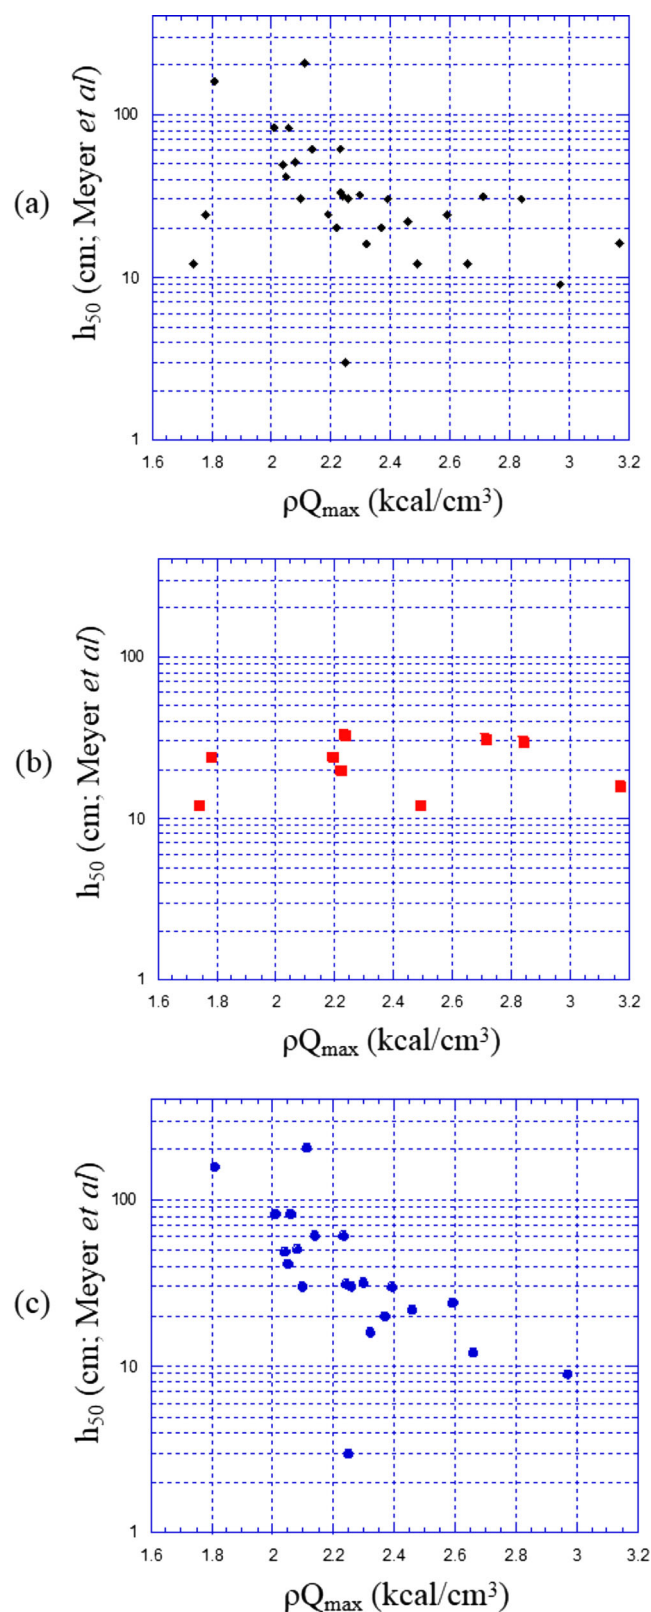 (a)
h₅₀ (cm; Meyer et al)
100
10
1
1.6 1.8 2 2.2 2.4 2.6 2.8 3 3.2
ρQmax (kcal/cm³)
(b)
h₅₀ (cm; Meyer et al)
100
10
1
1.6 1.8 2 2.2 2.4 2.6 2.8 3 3.2
ρQmax (kcal/cm³)
(c)
h₅₀ (cm; Meyer et al)
100
10
1
1.6 1.8 2 2.2 2.4 2.6 2.8 3 3.2
ρQmax (kcal/cm³)